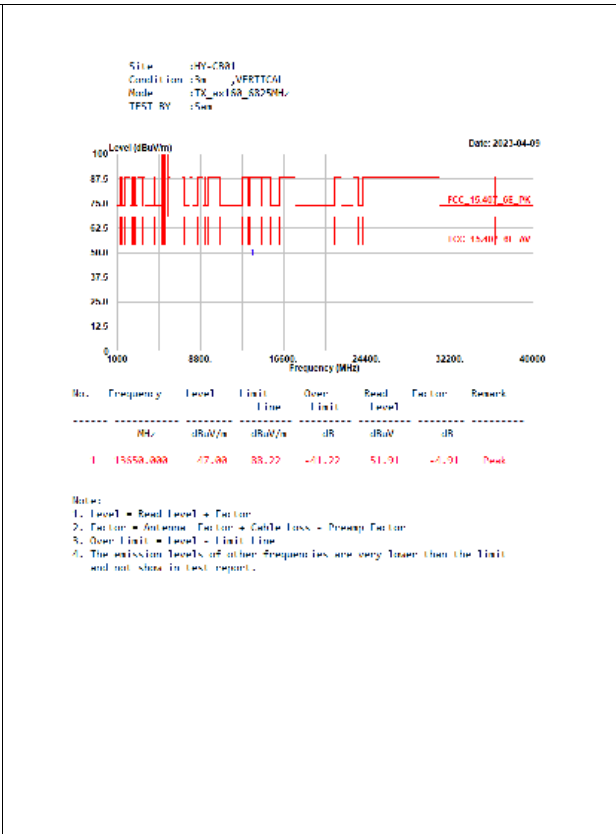 Site :HY-CB01
Condition :3m ,VERTICAL
Mode :TX_ax160_6825MHz
TEST BY :Sam
Level (dBuV/m)
Date: 2023-04-09
100
87.5
75.0
62.5
50.0
37.5
25.0
12.5
0
FCC_15.407_6E_PK
FCC_15.407_6E_AV
1000 8800. 16600. 24400. 32200. 40000
Frequency (MHz)
No. Frequency Level Limit Over Read Factor Remark
Line Limit Level
MHz dBuV/m dBuV/m dB dBuV dB
1 13650.000 47.00 88.22 -41.22 51.91 -4.91 Peak
Note:
1. Level = Read Level + Factor
2. Factor = Antenna Factor + Cable Loss - Preamp Factor
3. Over Limit = Level - Limit Line
4. The emission levels of other frequencies are very lower than the limit
and not show in test report.